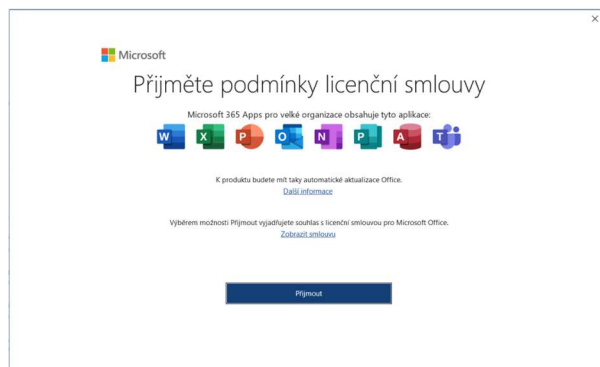 Microsoft
Přijměte podmínky licenční smlouvy
Microsoft 365 Apps pro velké organizace obsahuje tyto aplikace:
W X P O N P A T
K produktu budete mít taky automatické aktualizace Office.
Další informace
Výběrem možnosti Přijmout vyjadřujete souhlas s licenční smlouvou pro Microsoft Office.
Zobrazit smlouvu
Přijmout